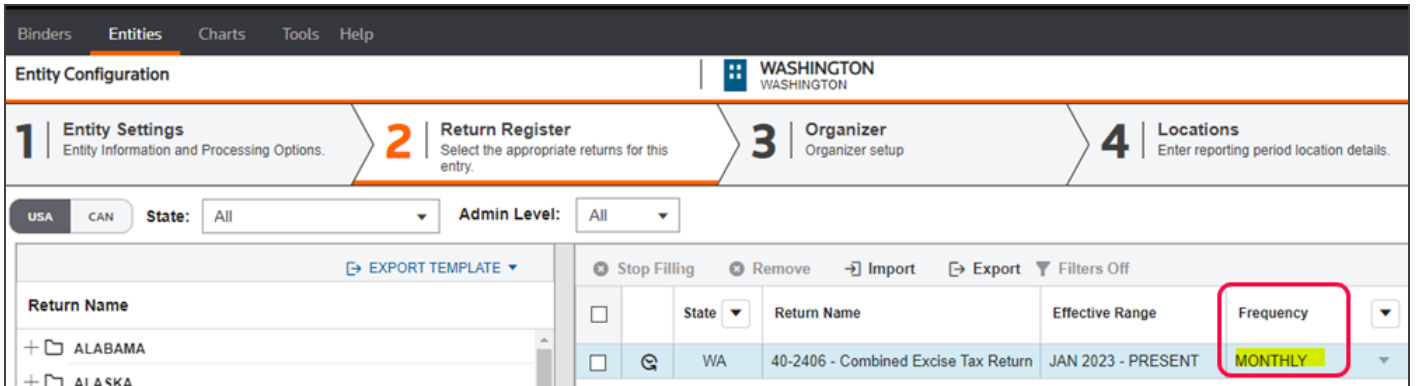 Binders Entities Charts Tools Help
Entity Configuration
WASHINGTON
WASHINGTON
1 Entity Settings
Entity Information and Processing Options.
2 Return Register
Select the appropriate returns for this
entry.
3 Organizer
Organizer setup
4 Locations
Enter reporting period location details.
USA CAN State: All Admin Level: All
EXPORT TEMPLATE
Stop Filling Remove Import Export Filters Off
Return Name
State Return Name Effective Range Frequency
ALABAMA
WA 40-2406 - Combined Excise Tax Return JAN 2023 - PRESENT MONTHLY
ALASKA